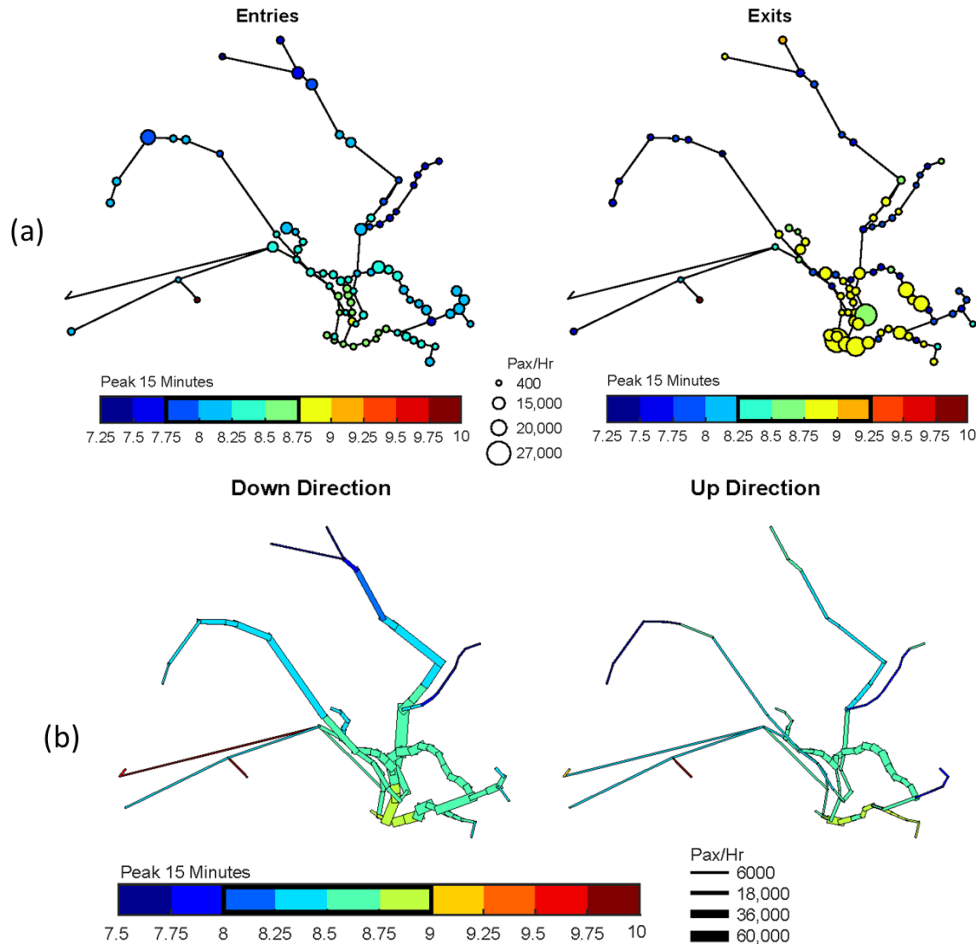 Entries
Exits
(a)
Peak 15 Minutes
7.25 7.5 7.75 8 8.25 8.5 8.75 9 9.25 9.5 9.75 10
Pax/Hr
400
15,000
20,000
27,000
Peak 15 Minutes
7.25 7.5 7.75 8 8.25 8.5 8.75 9 9.25 9.5 9.75 10
Down Direction
Up Direction
(b)
Peak 15 Minutes
7.5 7.75 8 8.25 8.5 8.75 9 9.25 9.5 9.75 10
Pax/Hr
6000
18,000
36,000
60,000